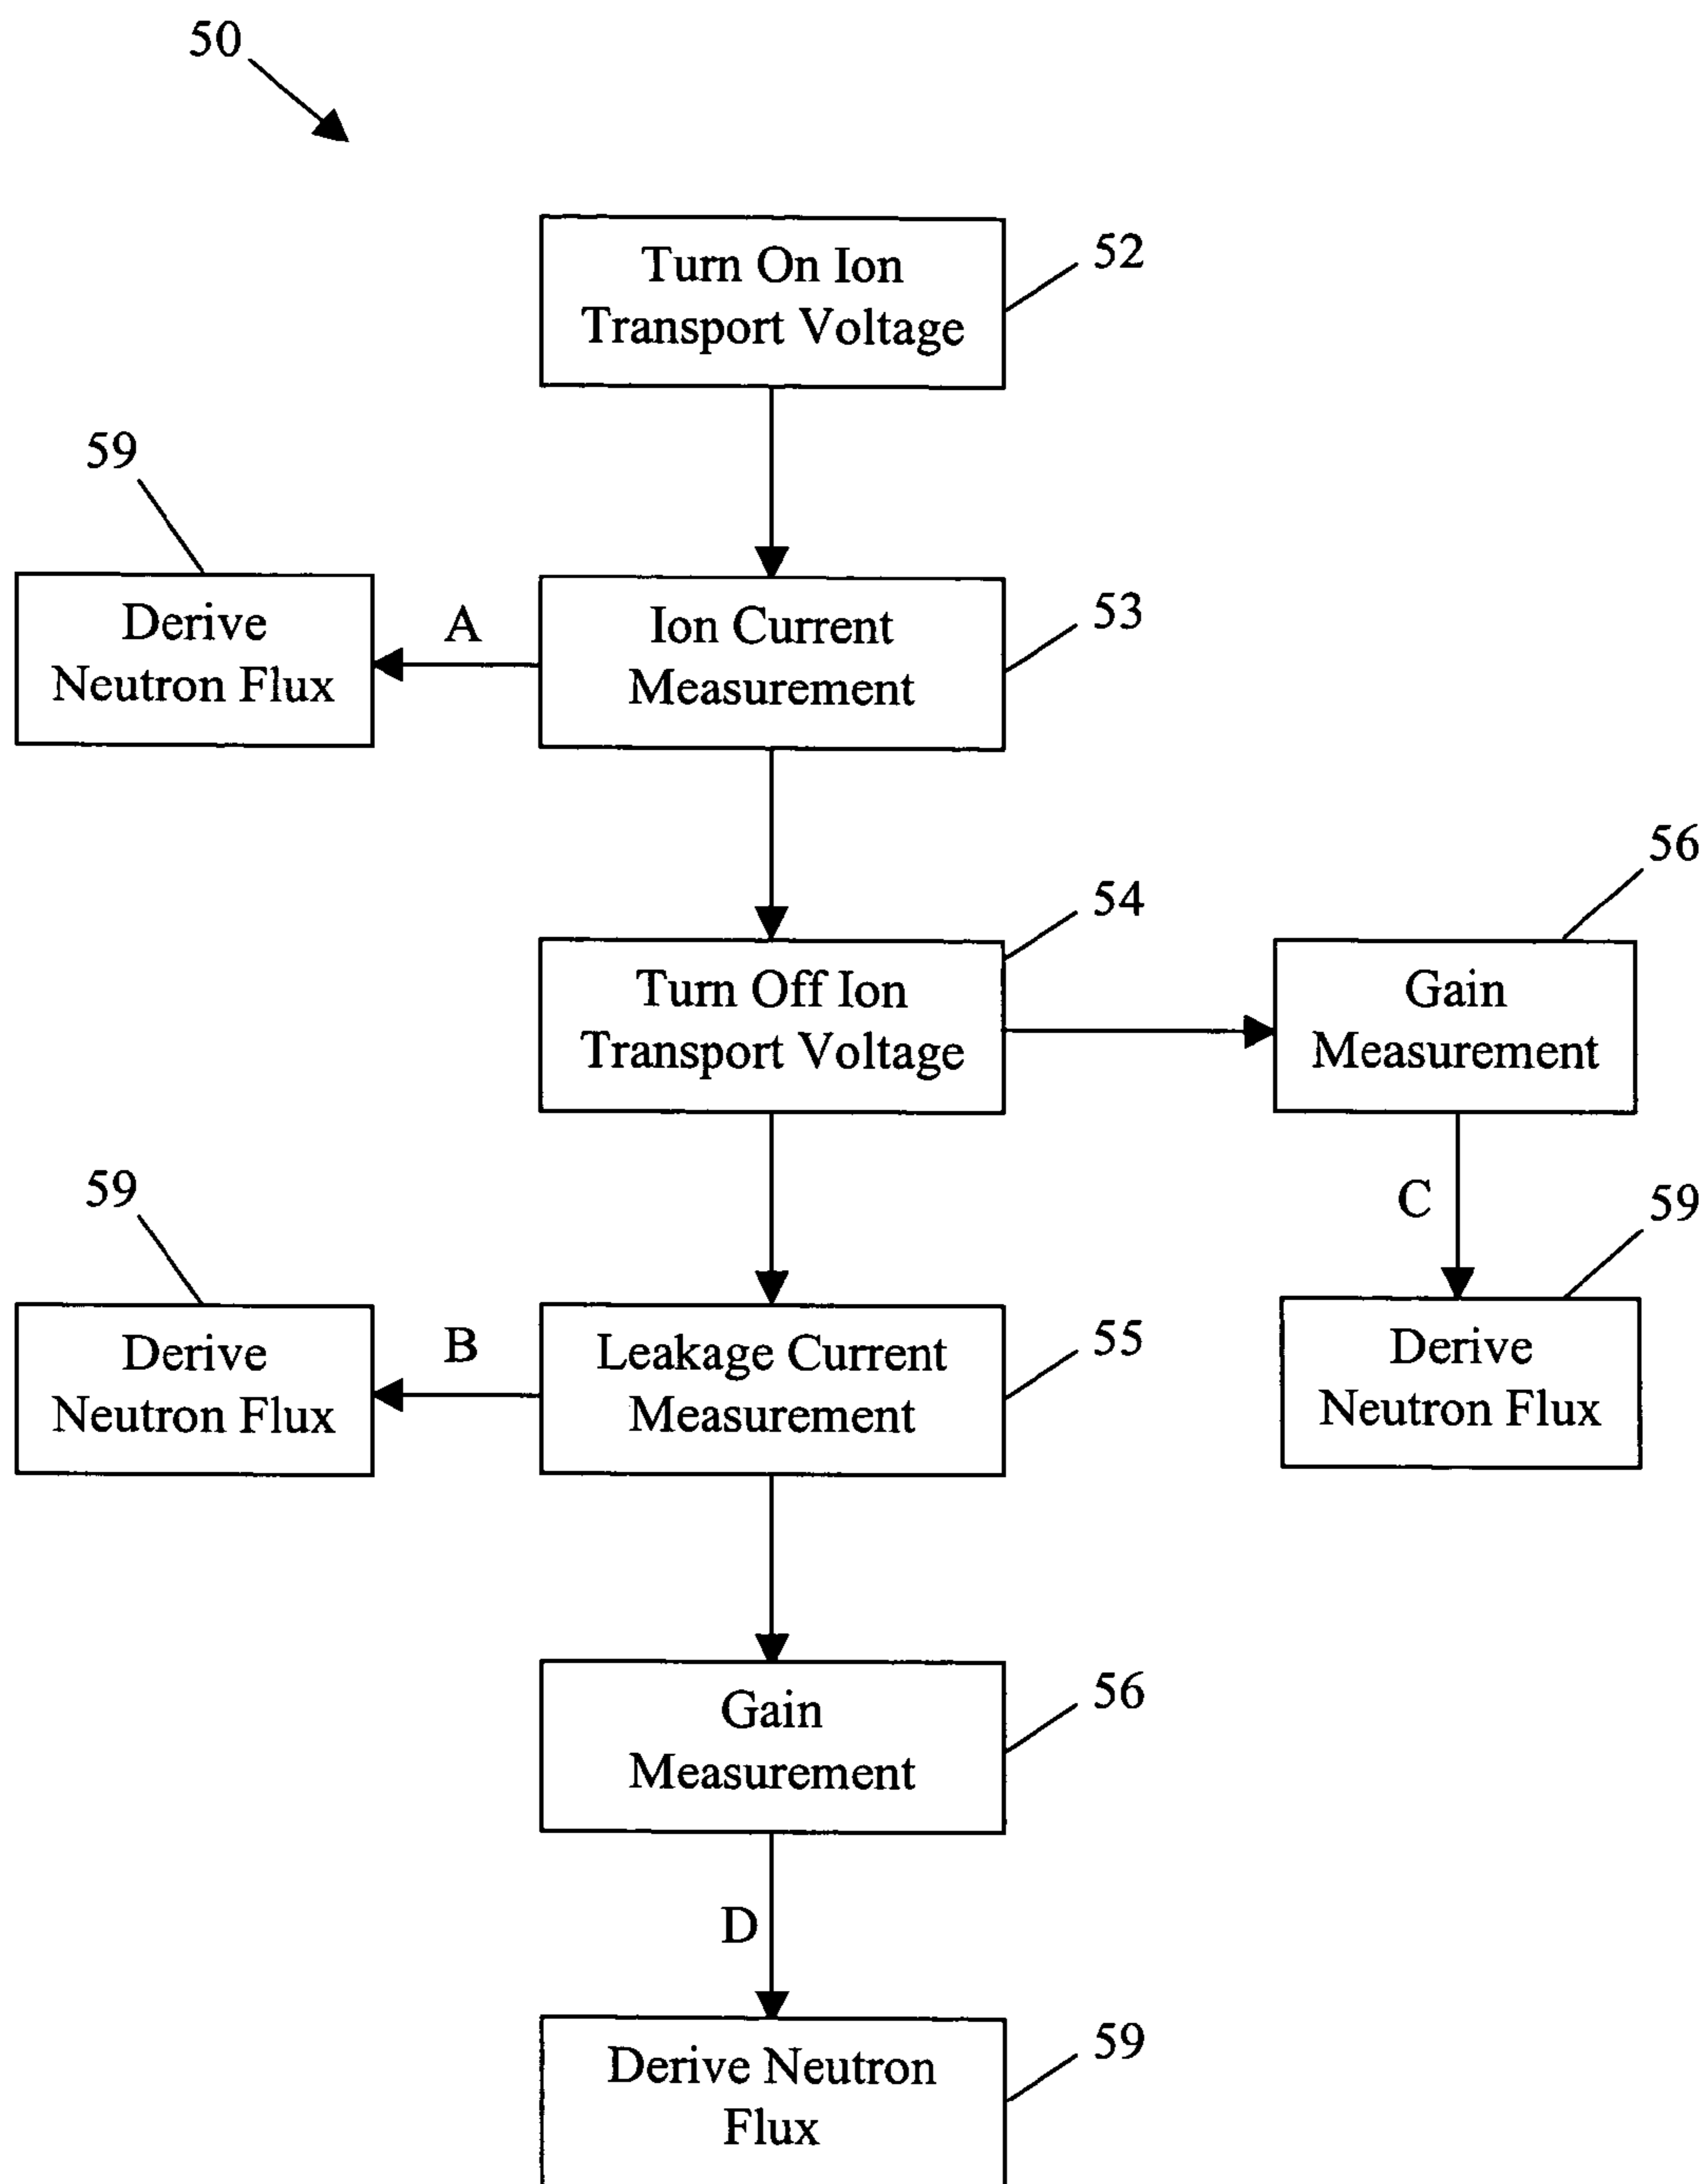 50
Turn On Ion
Transport Voltage
52
59
Derive
Neutron Flux
A
Ion Current
Measurement
53
54
56
Turn Off Ion
Transport Voltage
Gain
Measurement
59
C
59
Derive
Neutron Flux
B
Leakage Current
Measurement
55
Derive
Neutron Flux
Gain
Measurement
56
D
Derive Neutron
Flux
59